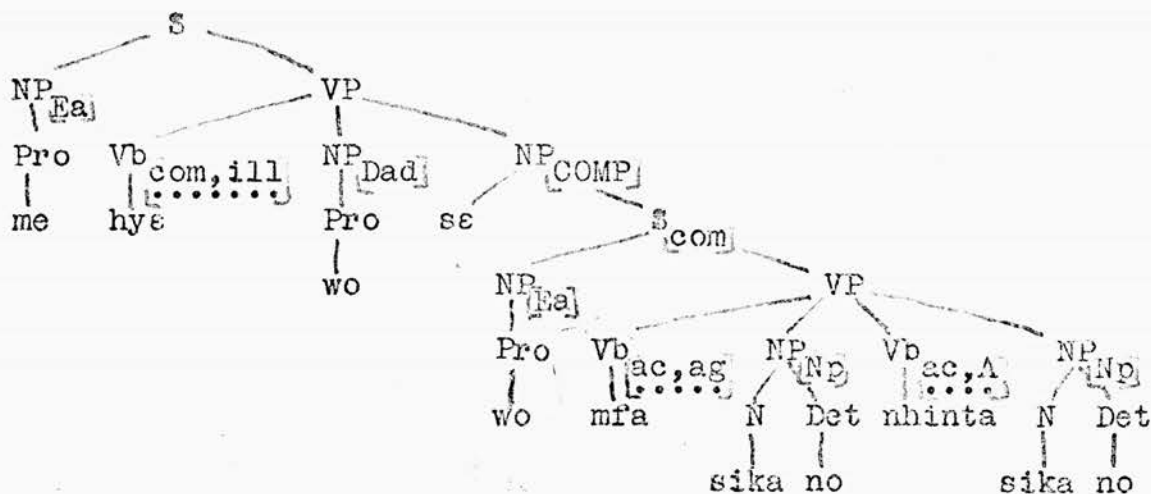 S
NP[Ea] VP
Pro Vb[com,ill] NP[Dad] NP[COMP]
me hyɛ Pro sɛ S[com]
wo
NP[Ea] VP
Pro Vb[ac,ag] NP[Np] Vb[ac,A] NP[Np]
wo mfa N Det nhinta N Det
sika no sika no